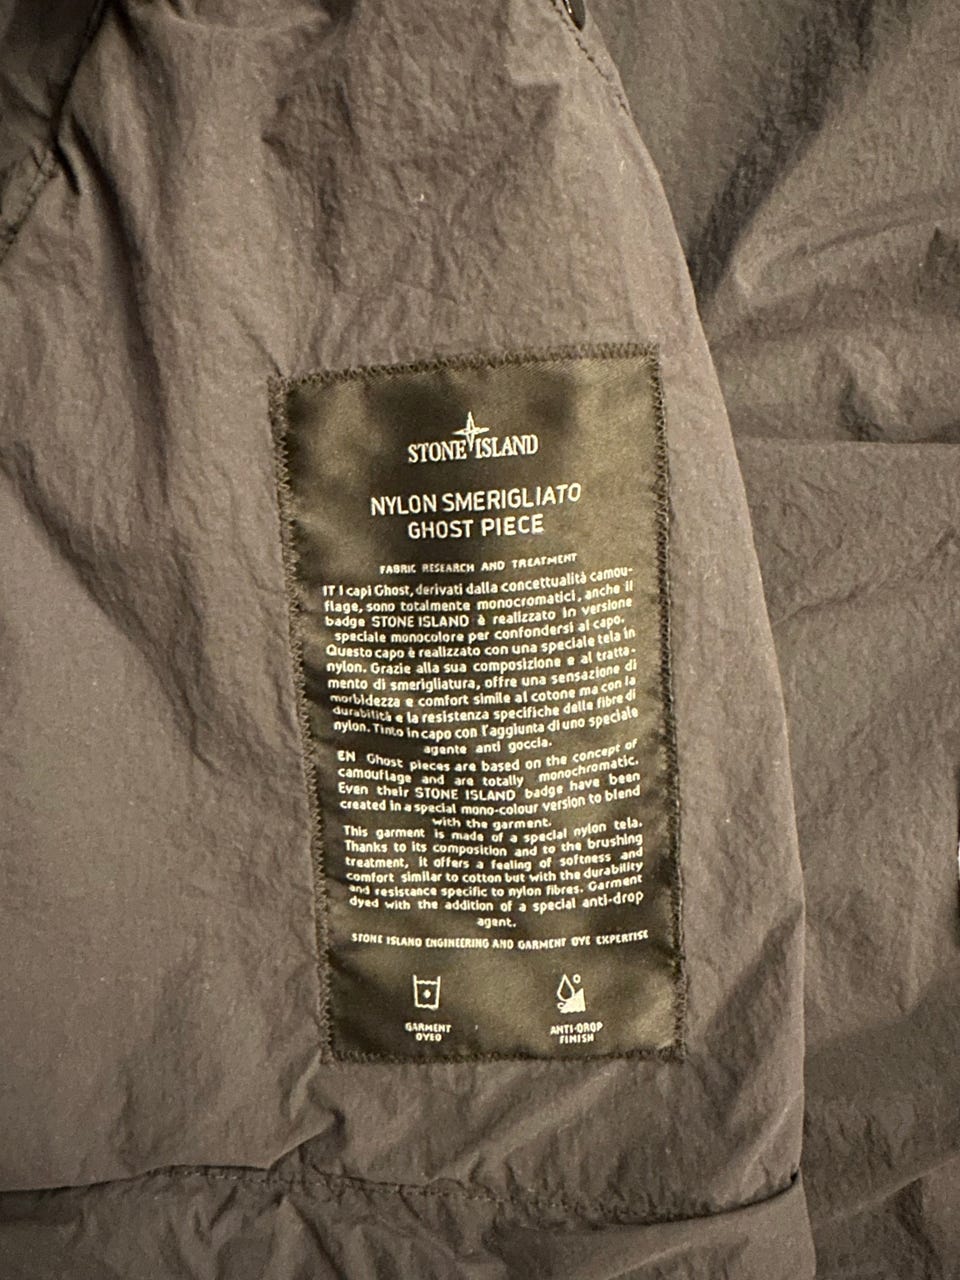 STONE ISLAND
NYLON SMERIGLIATO
GHOST PIECE
FABRIC RESEARCH AND TREATMENT
IT I capi Ghost, derivati dalla concettualità camou-
flage, sono totalmente monocromatici, anche il
badge STONE ISLAND è realizzato in versione
speciale monocolore per confondersi al capo.
Questo capo è realizzato con una speciale tela in
nylon. Grazie alla sua composizione e al tratta-
mento di smerigliatura, offre una sensazione di
morbidezza e comfort simile al cotone ma con la
durabilità e la resistenza specifiche delle fibre di
nylon. Tinto in capo con l'aggiunta di uno speciale
agente anti goccia.
EN Ghost pieces are based on the concept of
camouflage and are totally monochromatic.
Even their STONE ISLAND badge have been
created in a special mono-colour version to blend
with the garment.
This garment is made of a special nylon tela.
Thanks to its composition and to the brushing
treatment, it offers a feeling of softness and
comfort similar to cotton but with the durability
and resistance specific to nylon fibres. Garment
dyed with the addition of a special anti-drop
agent.
STONE ISLAND ENGINEERING AND GARMENT DYE EXPERTISE
GARMENT
DYED
ANTI-DROP
FINISH